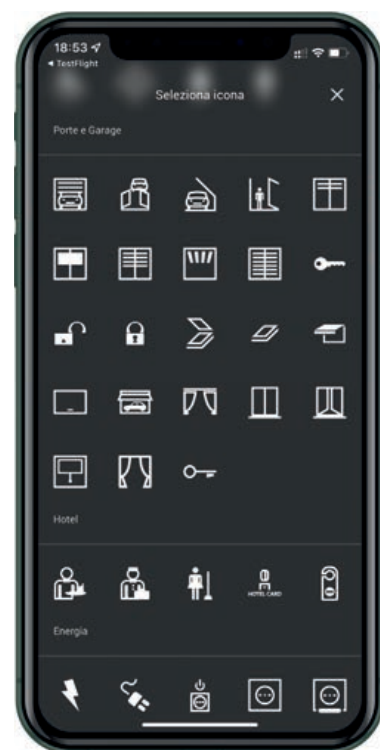 18:53
◀ TestFlight
Seleziona icona
Porte e Garage
Hotel
HOTEL CARD
Energia